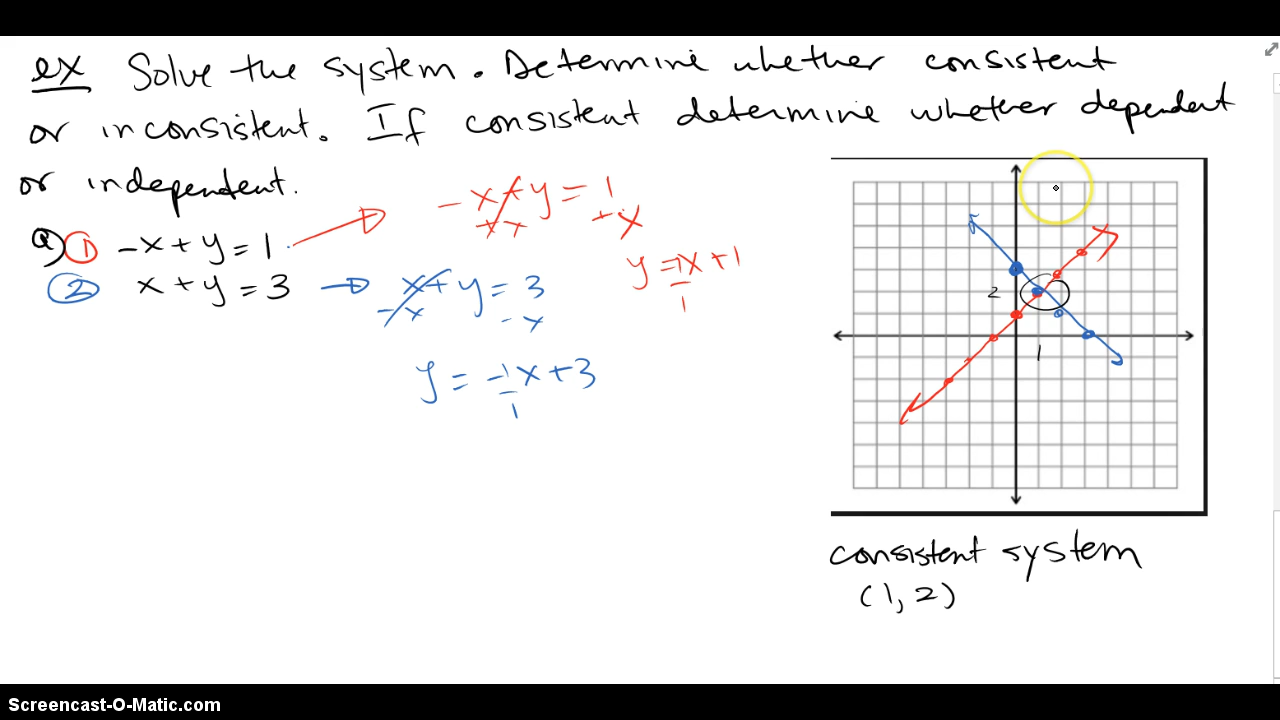 ex Solve the system. Determine whether consistent
or inconsistent. If consistent determine whether dependent
or independent.
a) ① -x + y = 1
② x + y = 3
-x + y = 1
+x +x
y = 1x + 1
1
x + y = 3
-x -x
y = -1x + 3
1
2
1
consistent system
(1, 2)
Screencast-O-Matic.com